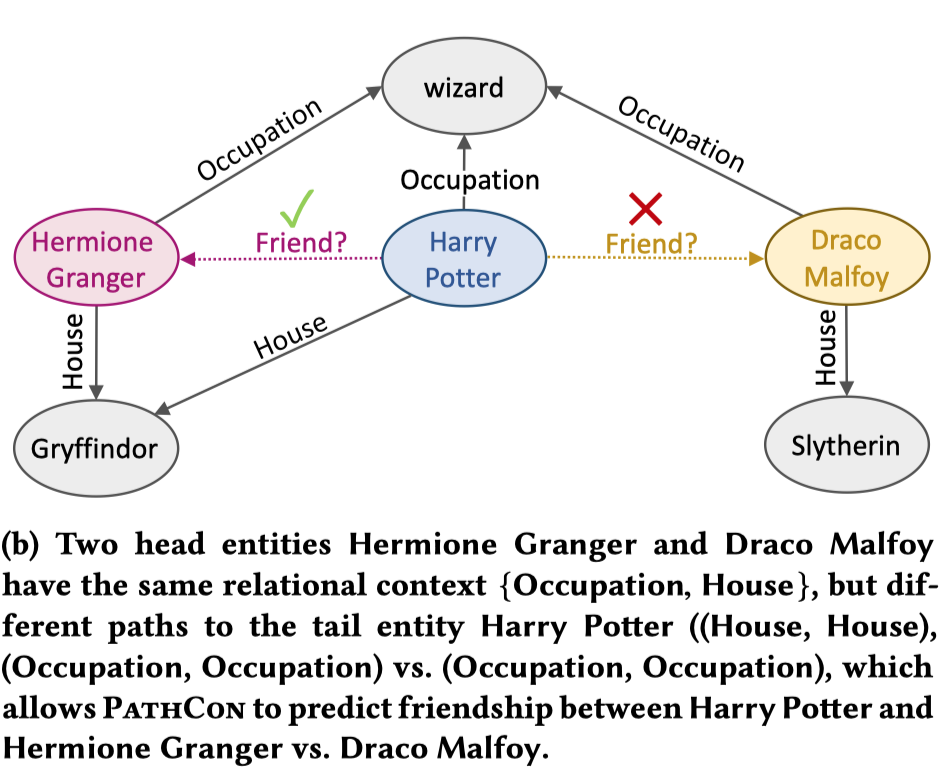 wizard
Occupation
Occupation
Occupation
Hermione
Granger
Friend?
Harry
Potter
Friend?
Draco
Malfoy
House
House
House
Gryffindor
Slytherin
(b) Two head entities Hermione Granger and Draco Malfoy
have the same relational context {Occupation, House}, but dif-
ferent paths to the tail entity Harry Potter ((House, House),
(Occupation, Occupation) vs. (Occupation, Occupation), which
allows PATHCON to predict friendship between Harry Potter and
Hermione Granger vs. Draco Malfoy.